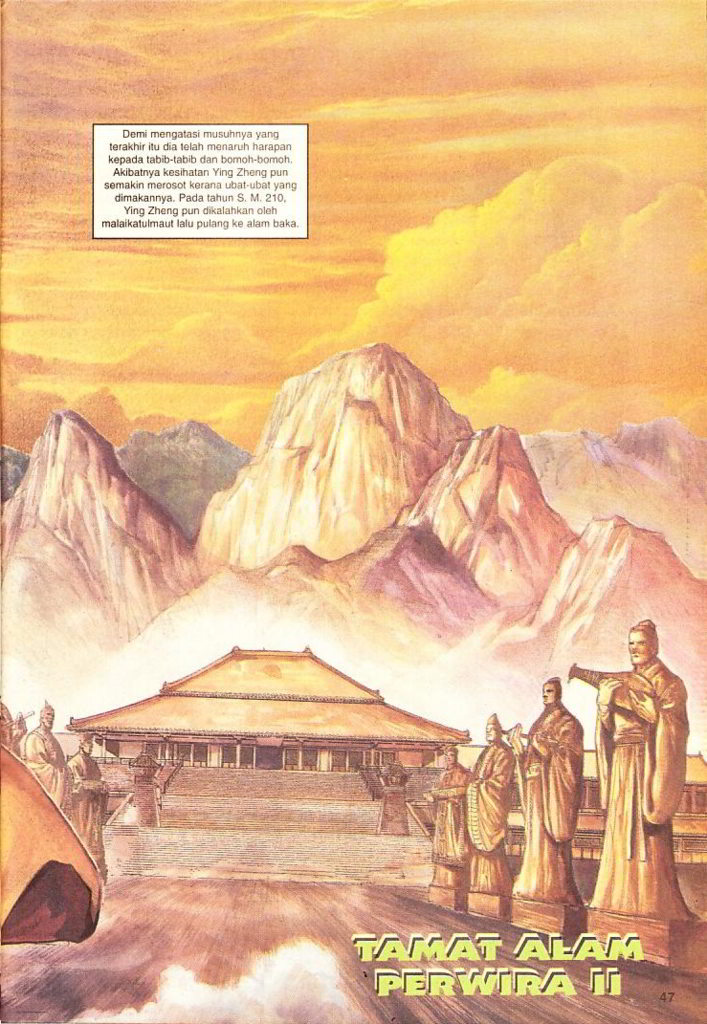 Demi mengatasi musuhnya yang
terakhir itu dia telah menaruh harapan
kepada tabib-tabib dan bomoh-bomoh.
Akibatnya kesihatan Ying Zheng pun
semakin merosot kerana ubat-ubat yang
dimakannya. Pada tahun S. M. 210,
Ying Zheng pun dikalahkan oleh
malaikatulmaut lalu pulang ke alam baka.
TAMAT ALAM
PERWIRA II
47